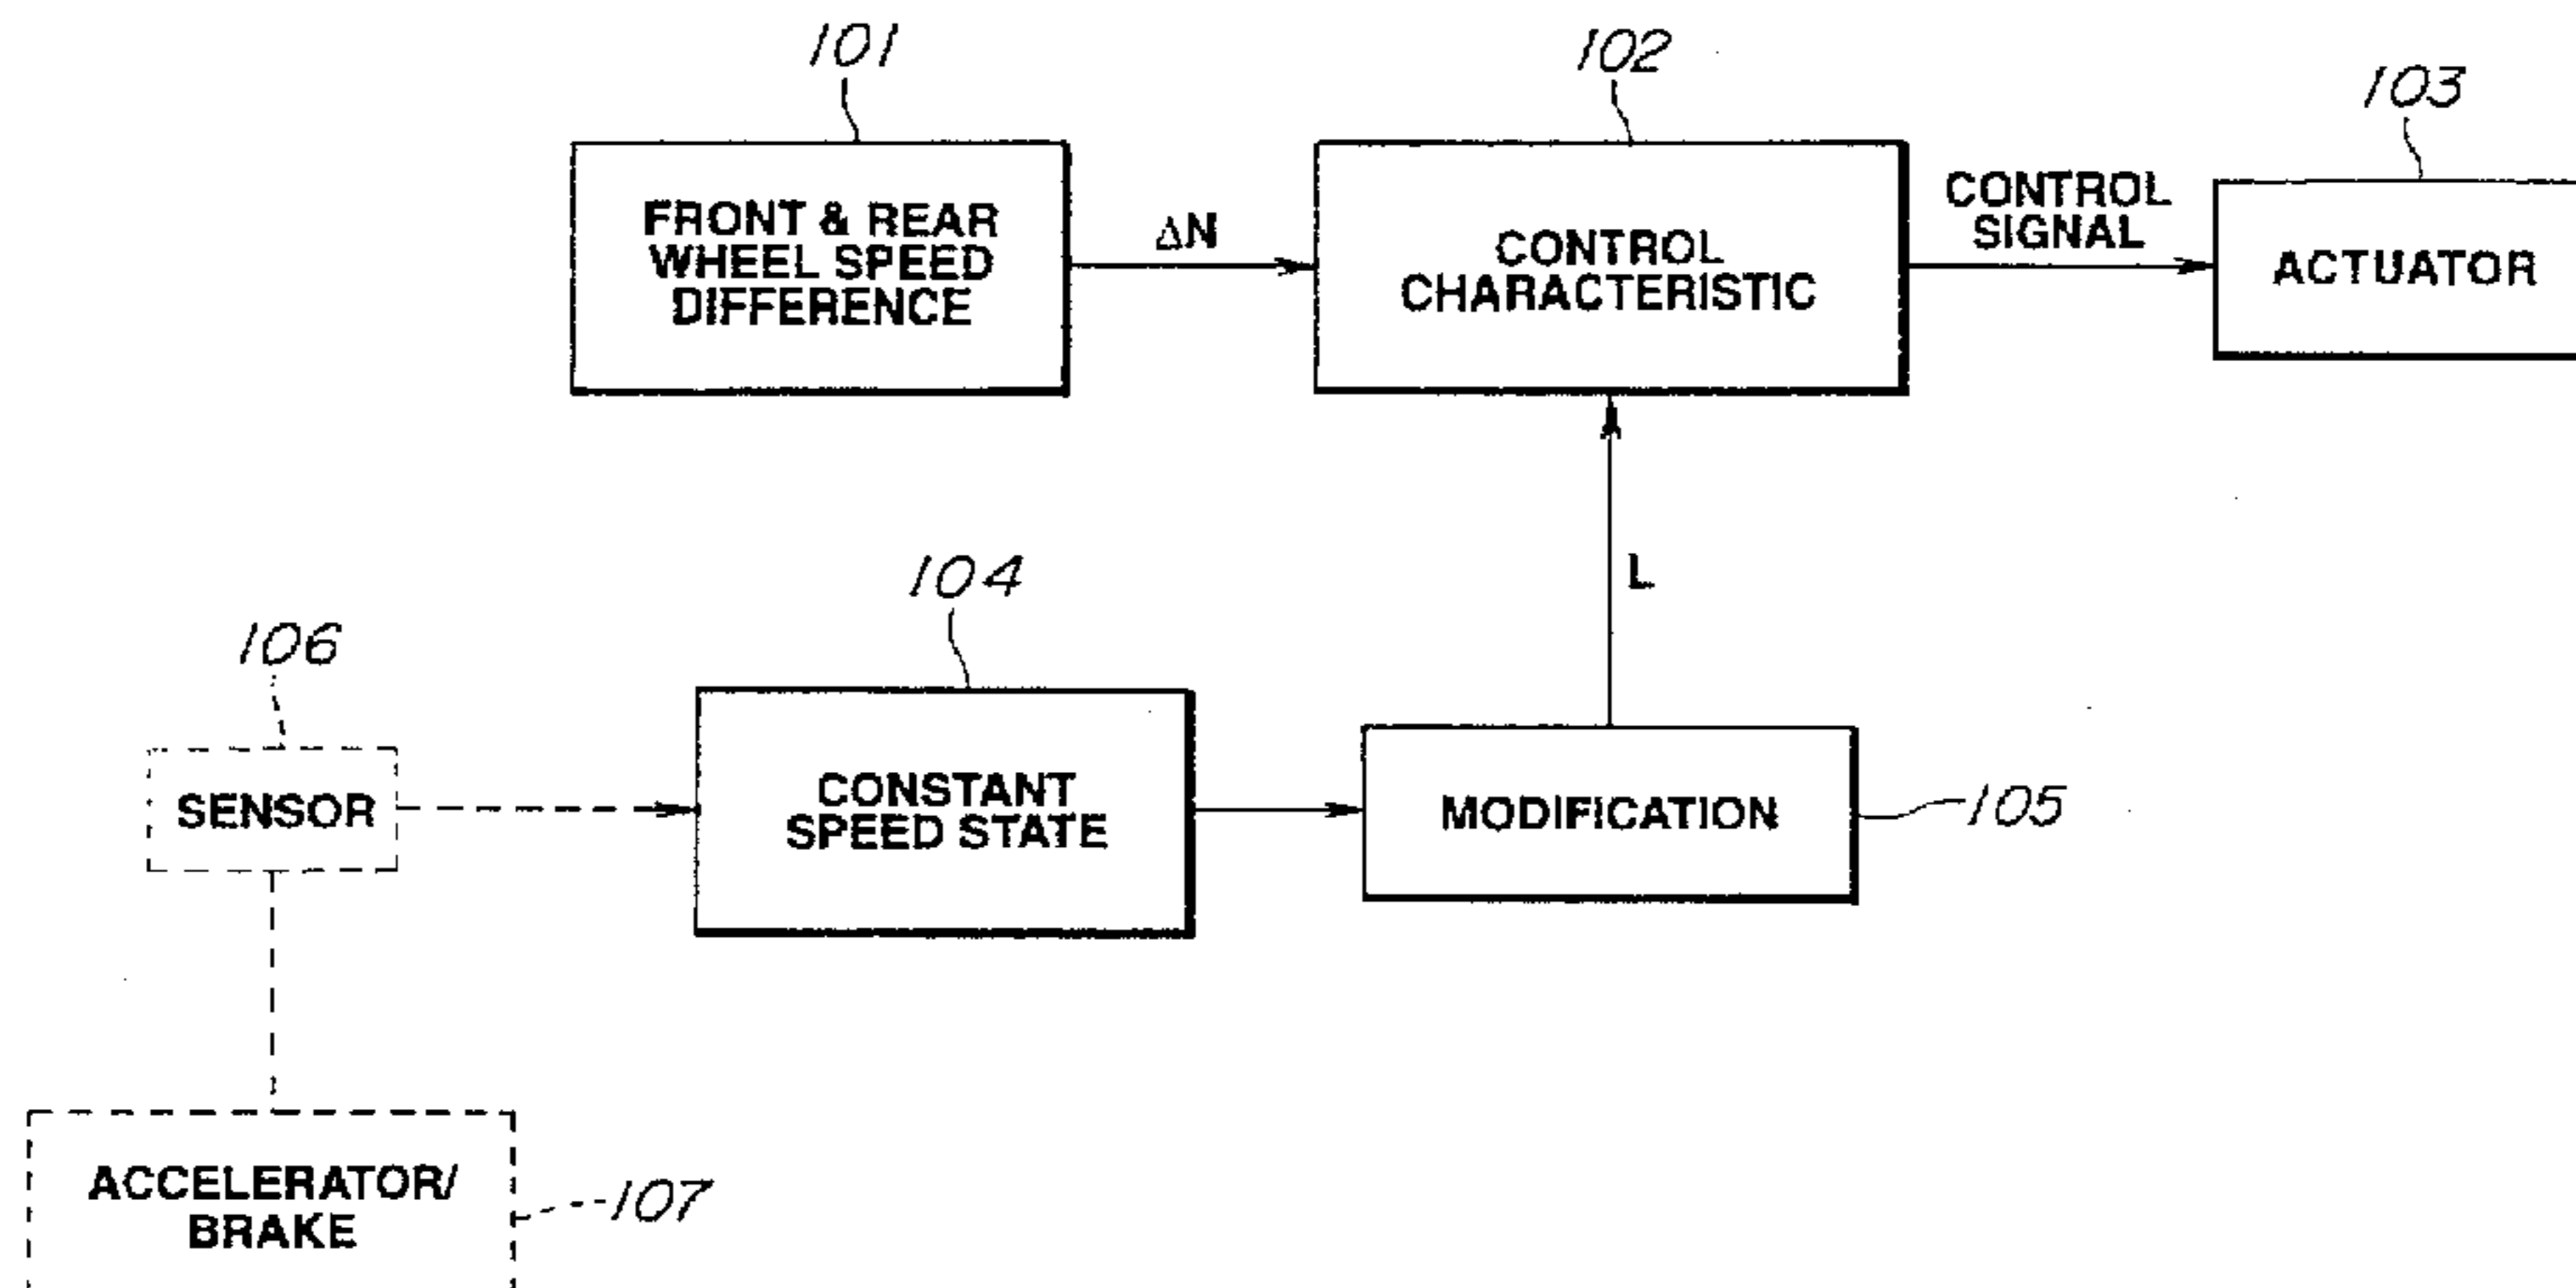 101
102
103
FRONT & REAR
WHEEL SPEED
DIFFERENCE
ΔN
CONTROL
CHARACTERISTIC
CONTROL
SIGNAL
ACTUATOR
L
104
106
SENSOR
CONSTANT
SPEED STATE
MODIFICATION
105
ACCELERATOR/
BRAKE
107